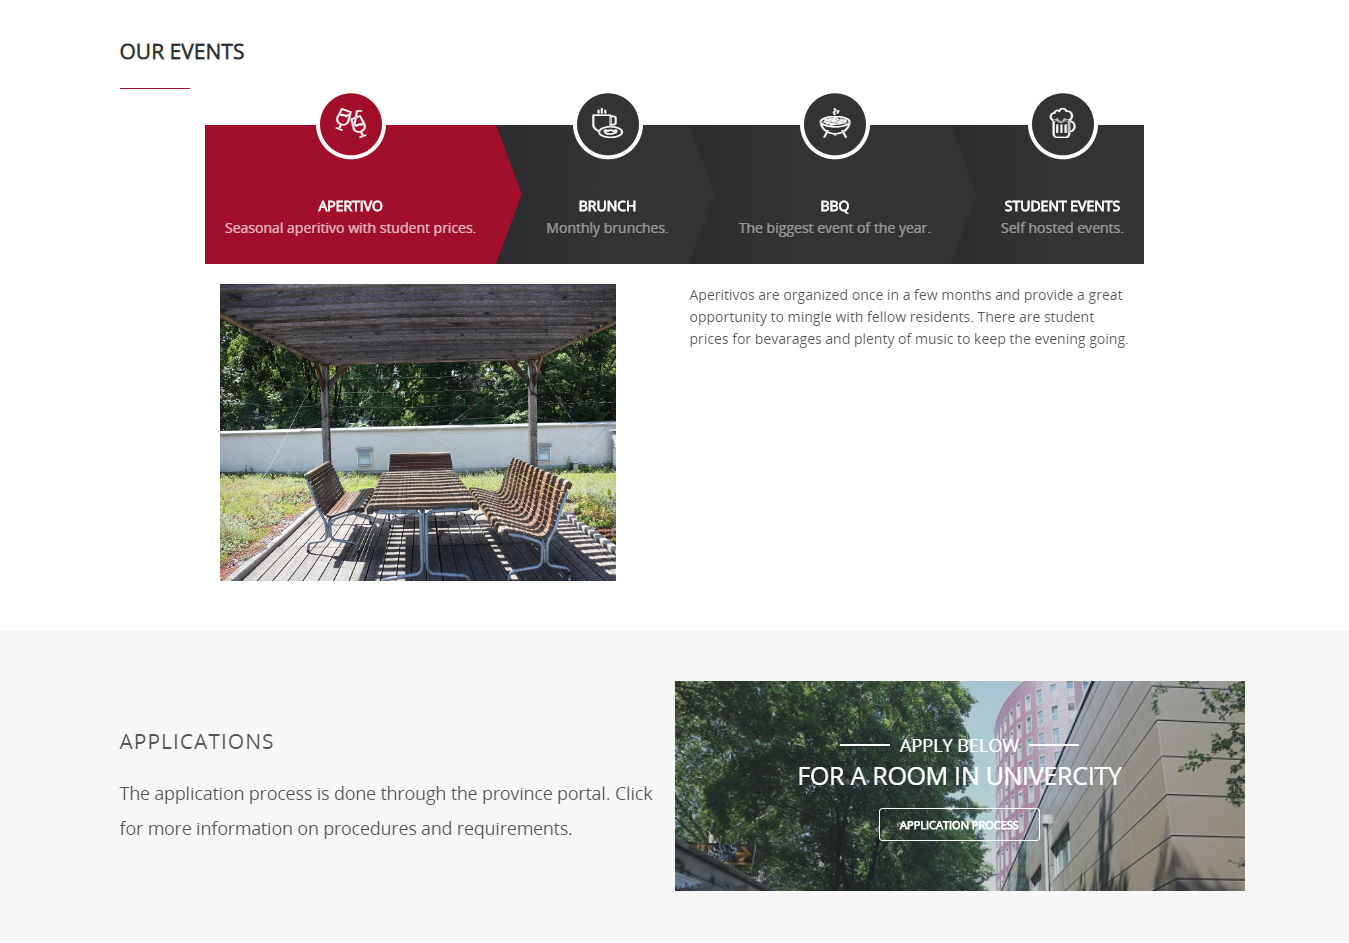 OUR EVENTS
APERTIVO
Seasonal aperitivo with student prices.
BRUNCH
Monthly brunches.
BBQ
The biggest event of the year.
STUDENT EVENTS
Self hosted events.
Aperitivos are organized once in a few months and provide a great
opportunity to mingle with fellow residents. There are student
prices for bevarages and plenty of music to keep the evening going.
APPLICATIONS
The application process is done through the province portal. Click
for more information on procedures and requirements.
APPLY BELOW
FOR A ROOM IN UNIVERCITY
APPLICATION PROCESS